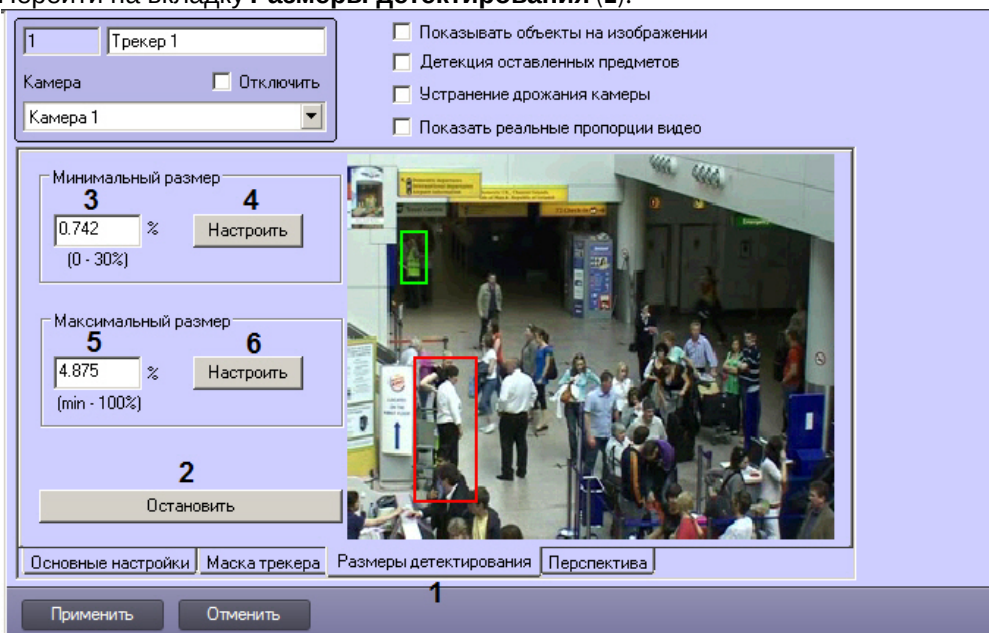 Перейти на вкладку Размеры детектирования (1).
1
Трекер 1
Камера
Отключить
Камера 1
Показывать объекты на изображении
Детекция оставленных предметов
Устранение дрожания камеры
Показать реальные пропорции видео
Минимальный размер
3
4
0.742
%
Настроить
(0 - 30%)
Максимальный размер
5
6
4.875
%
Настроить
(min - 100%)
2
Остановить
Основные настройки
Маска трекера
Размеры детектирования
Перспектива
1
Применить
Отменить